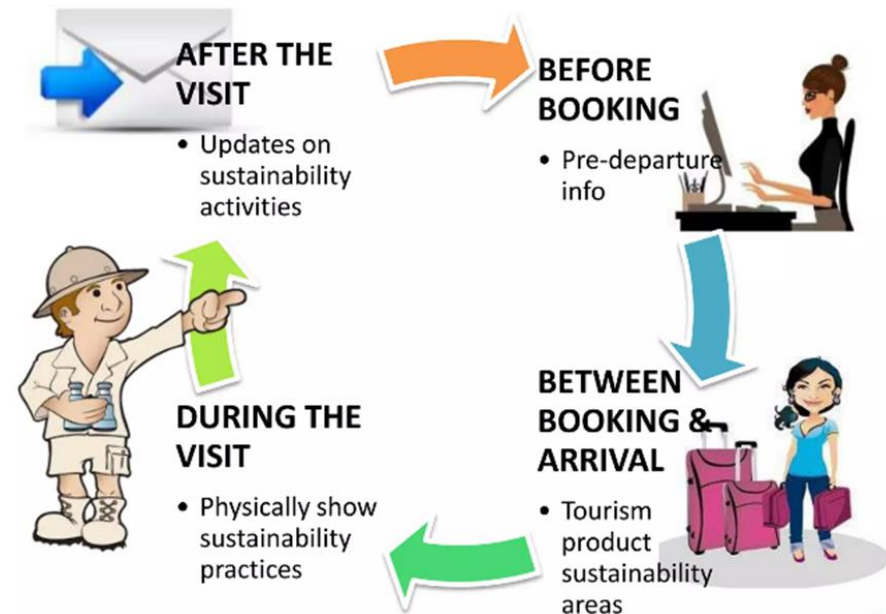 AFTER THE
VISIT
• Updates on
sustainability
activities
BEFORE
BOOKING
• Pre-departure
info
BETWEEN
BOOKING &
ARRIVAL
• Tourism
product
sustainability
areas
DURING THE
VISIT
• Physically show
sustainability
practices